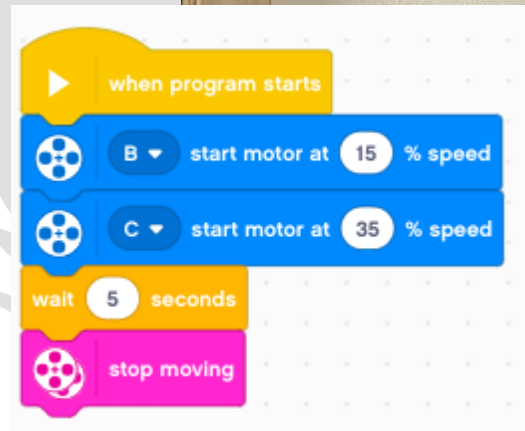 when program starts
B start motor at 15 % speed
C start motor at 35 % speed
wait 5 seconds
stop moving